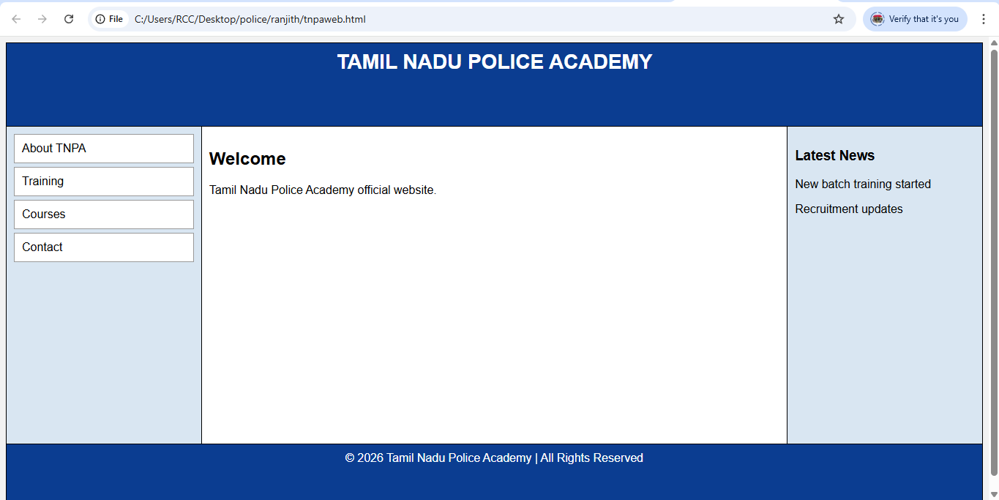 File C:/Users/RCC/Desktop/police/ranjith/tnpaweb.html Verify that it's you
TAMIL NADU POLICE ACADEMY
About TNPA
Training
Courses
Contact
Welcome
Tamil Nadu Police Academy official website.
Latest News
New batch training started
Recruitment updates
© 2026 Tamil Nadu Police Academy | All Rights Reserved